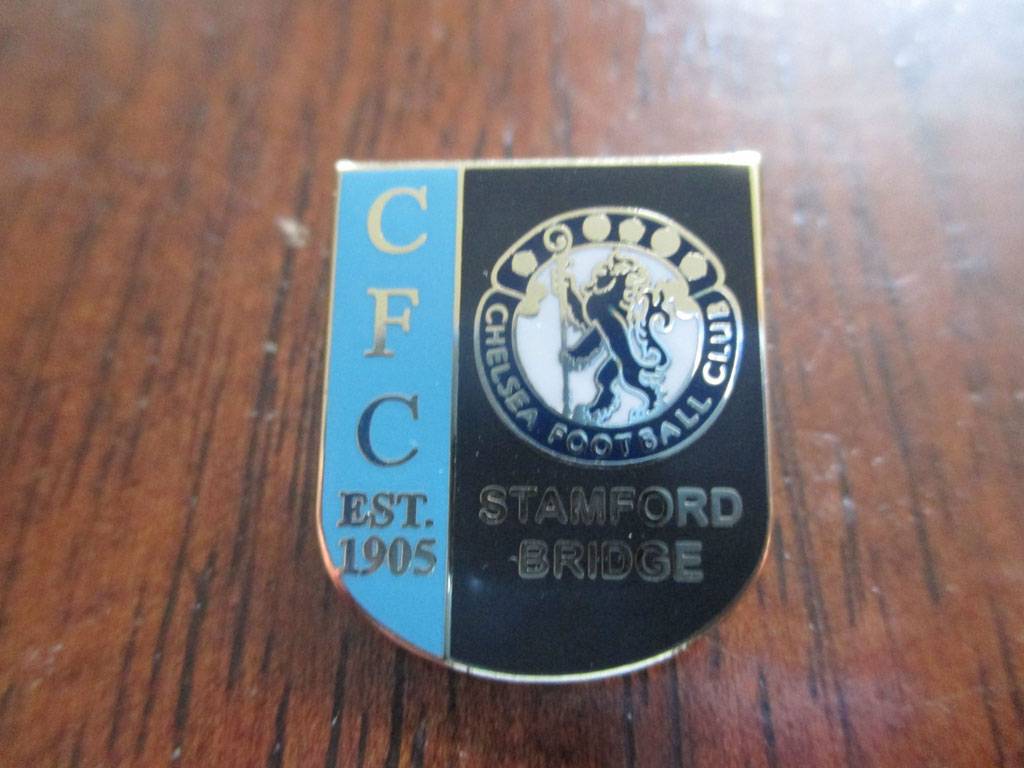 C
F
C
EST.
1905
CHELSEA FOOTBALL CLUB
STAMFORD
BRIDGE